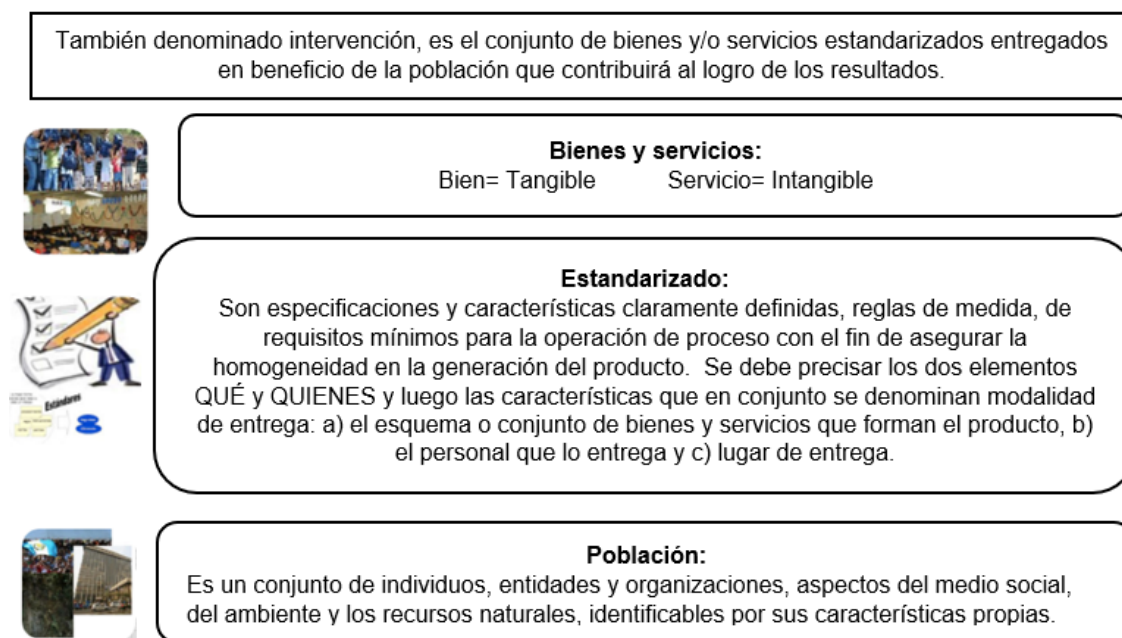 También denominado intervención, es el conjunto de bienes y/o servicios estandarizados entregados
en beneficio de la población que contribuirá al logro de los resultados.
Bienes y servicios:
Bien= Tangible Servicio= Intangible
Estandarizado:
Son especificaciones y características claramente definidas, reglas de medida, de
requisitos mínimos para la operación de proceso con el fin de asegurar la
homogeneidad en la generación del producto. Se debe precisar los dos elementos
QUÉ y QUIENES y luego las características que en conjunto se denominan modalidad
de entrega: a) el esquema o conjunto de bienes y servicios que forman el producto, b)
el personal que lo entrega y c) lugar de entrega.
Estándares
Población:
Es un conjunto de individuos, entidades y organizaciones, aspectos del medio social,
del ambiente y los recursos naturales, identificables por sus características propias.